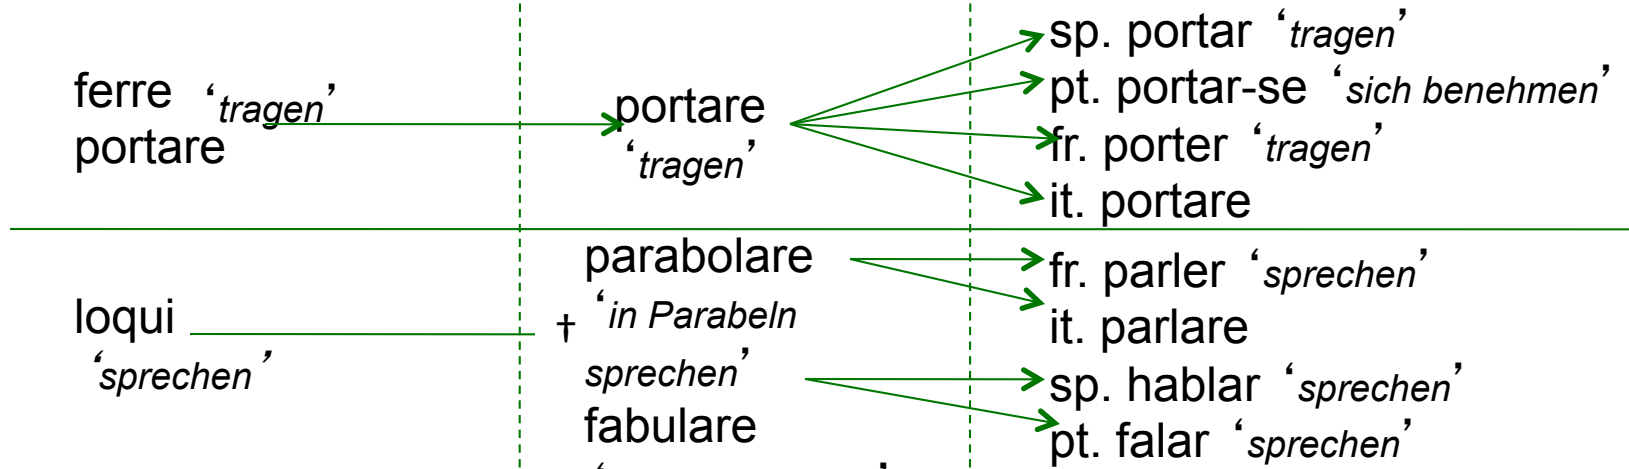 ferre ‘tragen’
portare
portare
‘tragen’
sp. portar ‘tragen’
pt. portar-se ‘sich benehmen’
fr. porter ‘tragen’
it. portare
loqui
‘sprechen’
†
parabolare
‘in Parabeln
sprechen’
fabulare
fr. parler ‘sprechen’
it. parlare
sp. hablar ‘sprechen’
pt. falar ‘sprechen’